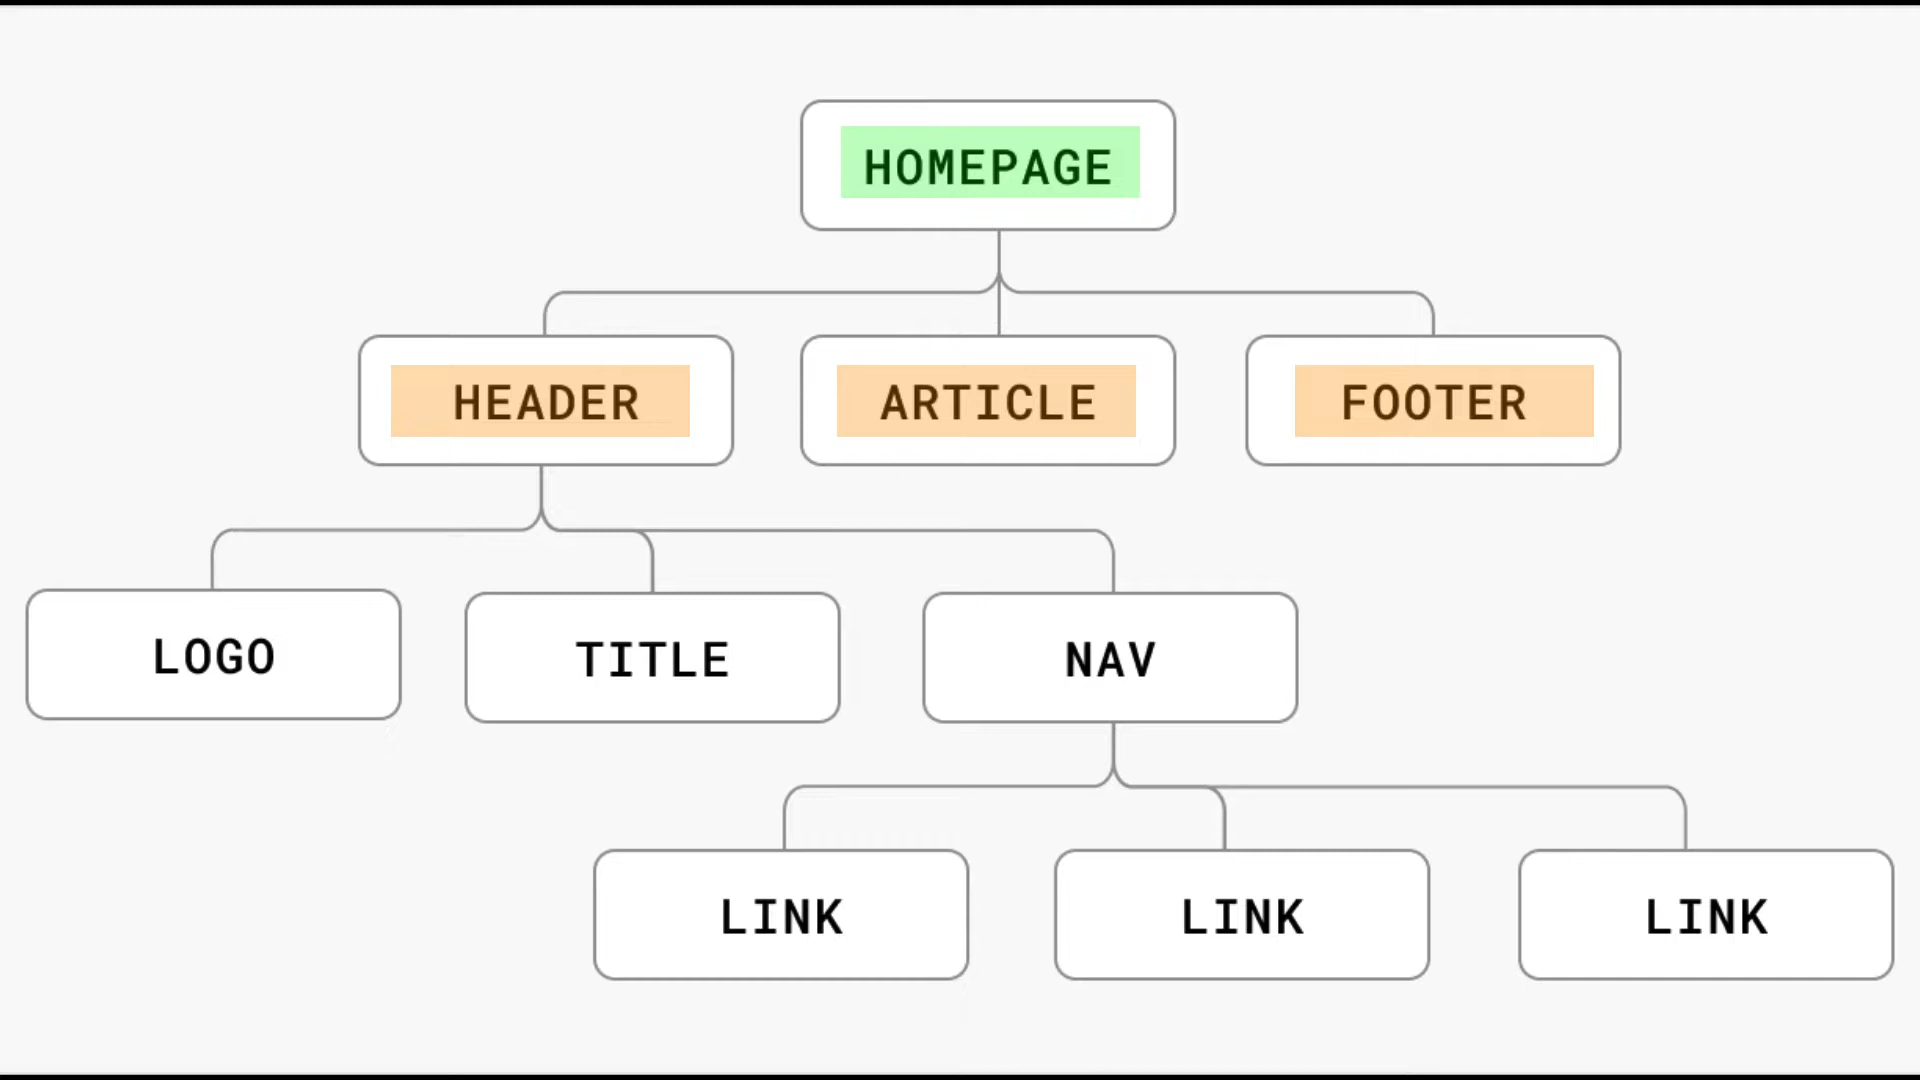 HOMEPAGE
HEADER
ARTICLE
FOOTER
LOGO
TITLE
NAV
LINK
LINK
LINK